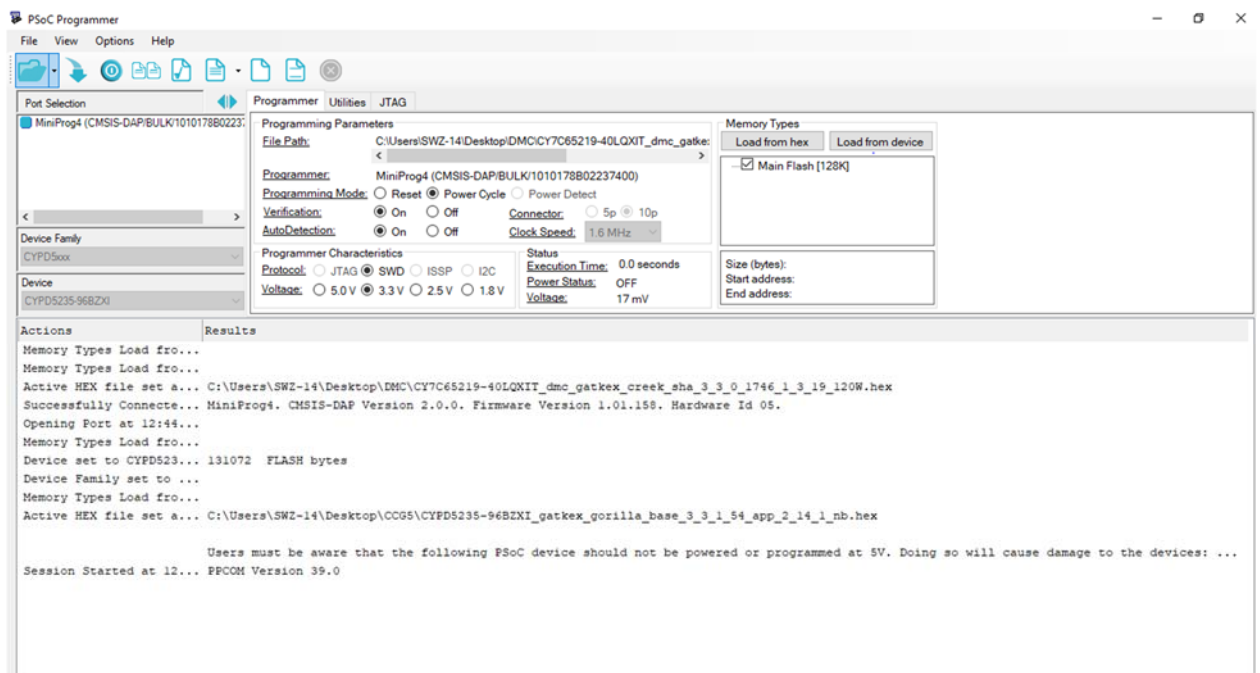 PSoC Programmer
File View Options Help
Port Selection
MiniProg4 (CMSIS-DAP/BULK/1010178B02237
Device Family
CYPD5xxx
Device
CYPD5235-96BZXI
Programmer Utilities JTAG
Programming Parameters
File Path: C:\Users\SWZ-14\Desktop\DMC\CY7C65219-40LQXIT_dmc_gatkex
Programmer: MiniProg4 (CMSIS-DAP/BULK/1010178B02237400)
Programming Mode: Reset Power Cycle Power Detect
Verification: On Off Connector: 5p 10p
AutoDetection: On Off Clock Speed: 1.6 MHz
Programmer Characteristics
Protocol: JTAG SWD ISSP I2C
Voltage: 5.0 V 3.3 V 2.5 V 1.8 V
Status
Execution Time: 0.0 seconds
Power Status: OFF
Voltage: 17 mV
Memory Types
Load from hex Load from device
Main Flash [128K]
Size (bytes):
Start address:
End address:
Actions Results
Memory Types Load fro...
Memory Types Load fro...
Active HEX file set a... C:\Users\SWZ-14\Desktop\DMC\CY7C65219-40LQXIT_dmc_gatkex_creek_sha_3_3_0_1746_1_3_19_120W.hex
Successfully Connecte... MiniProg4. CMSIS-DAP Version 2.0.0. Firmware Version 1.01.158. Hardware Id 05.
Opening Port at 12:44...
Memory Types Load fro...
Device set to CYPD523... 131072 FLASH bytes
Device Family set to ...
Memory Types Load fro...
Active HEX file set a... C:\Users\SWZ-14\Desktop\CCG5\CYPD5235-96BZXI_gatkex_gorilla_base_3_3_1_54_app_2_14_1_nb.hex
Users must be aware that the following PSoC device should not be powered or programmed at 5V. Doing so will cause damage to the devices: ...
Session Started at 12... PPCOM Version 39.0